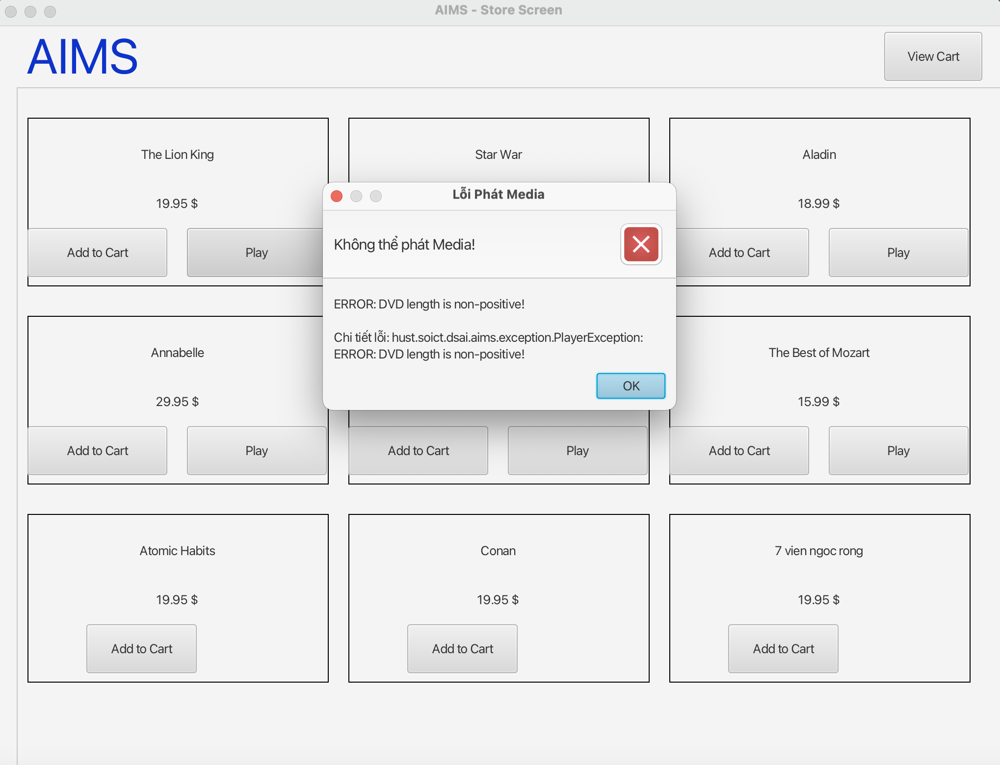 AIMS - Store Screen
AIMS
View Cart
The Lion King
19.95 $
Add to Cart
Play
Star War
Aladin
18.99 $
Add to Cart
Play
Lỗi Phát Media
Không thể phát Media!
ERROR: DVD length is non-positive!
Chi tiết lỗi: hust.soict.dsai.aims.exception.PlayerException:
ERROR: DVD length is non-positive!
OK
Annabelle
29.95 $
Add to Cart
Play
Add to Cart
Play
The Best of Mozart
15.99 $
Add to Cart
Play
Atomic Habits
19.95 $
Add to Cart
Conan
19.95 $
Add to Cart
7 vien ngoc rong
19.95 $
Add to Cart